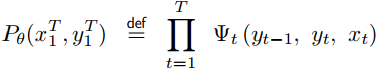 P_θ(x_1^T, y_1^T) ≝ ∏_{t=1}^{T} Ψ_t (y_{t−1}, y_t, x_t)